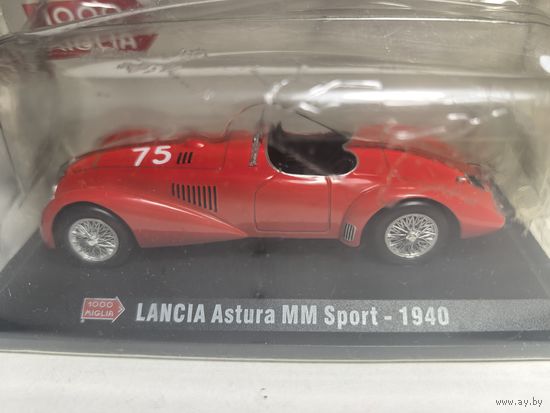 1000
MIGLIA
75
1000
MIGLIA
LANCIA Astura MM Sport - 1940
www.ay.by